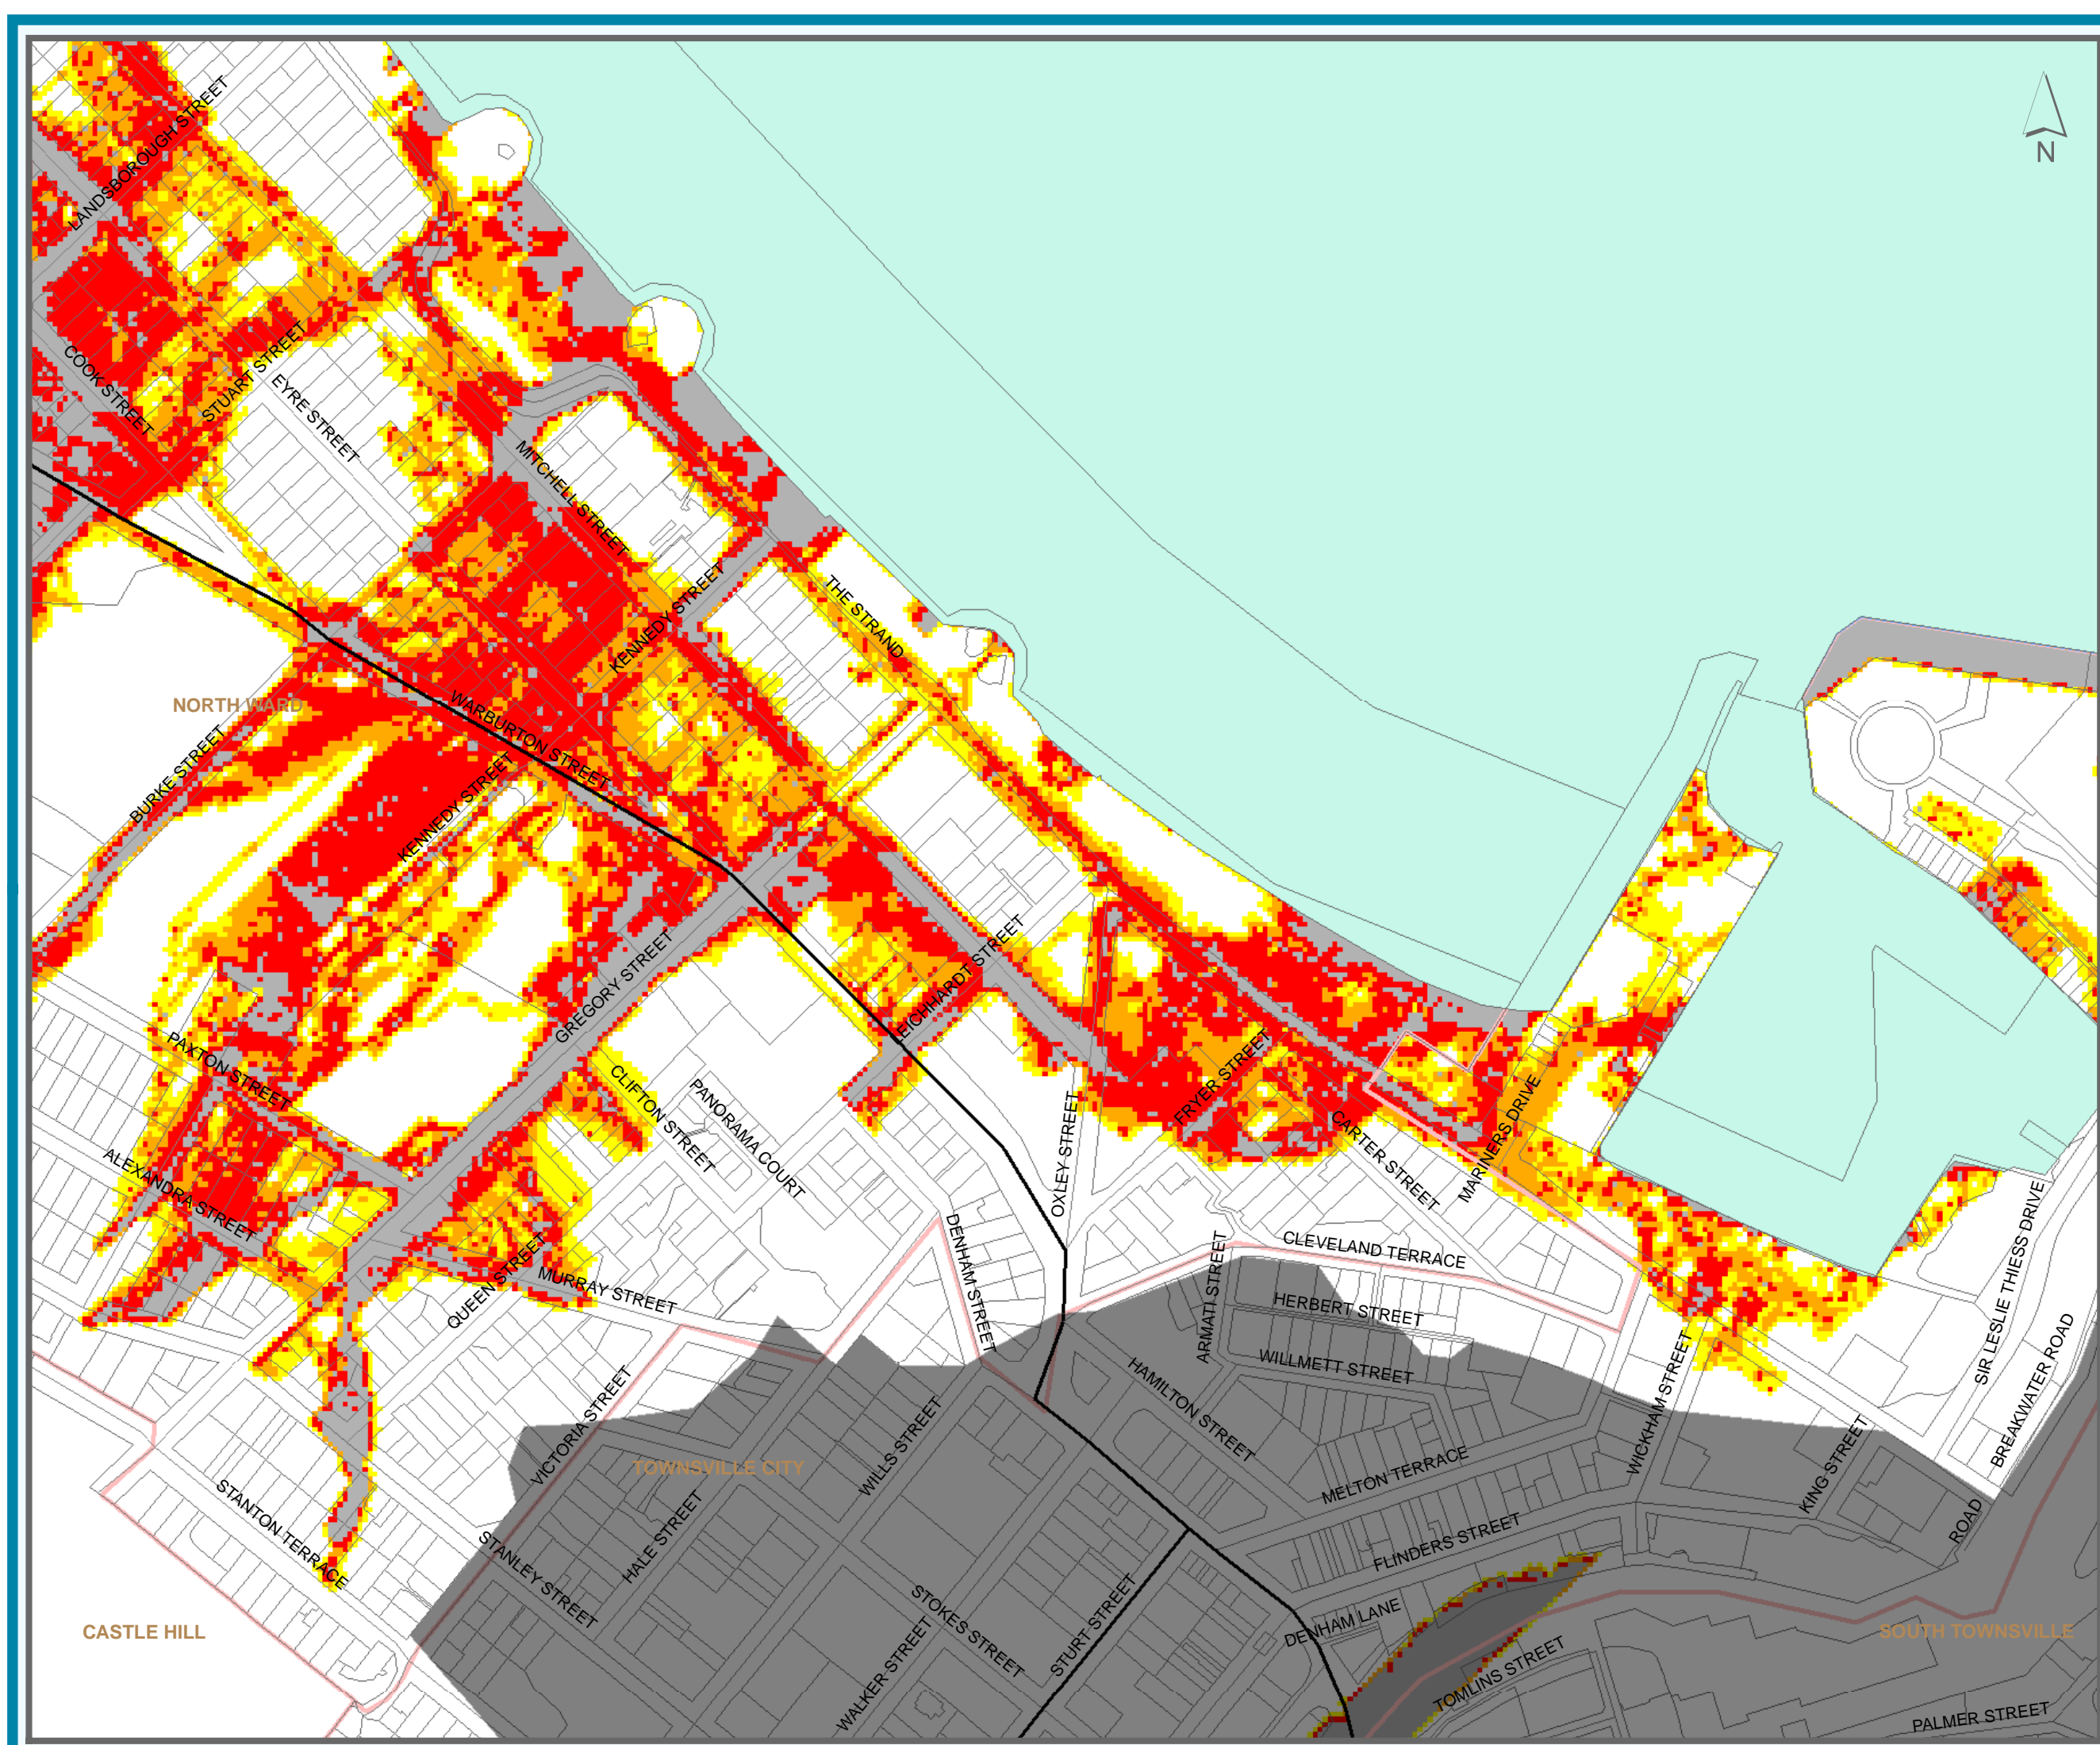 LANDSBOROUGH STREET
N
COOK STREET
STUART STREET
EYRE STREET
MITCHELL STREET
KENNEDY STREET
THE STRAND
NORTH WARD
WARBURTON STREET
BURKE STREET
KENNEDY STREET
GREGORY STREET
LEICHHARDT STREET
PAXTON STREET
CLIFTON STREET
PANORAMA COURT
OXLEY STREET
FRYER STREET
CARTER STREET
MARINERS DRIVE
ALEXANDRA STREET
QUEEN STREET
MURRAY STREET
DENHAM STREET
ARMATI STREET
CLEVELAND TERRACE
HERBERT STREET
WILLMETT STREET
SIR LESLIE THIESS DRIVE
BREAKWATER ROAD
VICTORIA STREET
HAMILTON STREET
WICKHAM STREET
TOWNSVILLE CITY
WILLS STREET
MELTON TERRACE
KING STREET
STANTON TERRACE
STANLEY STREET
HALE STREET
FLINDERS STREET
ROAD
CASTLE HILL
STOKES STREET
STURT STREET
WALKER STREET
DENHAM LANE
TOMLINS STREET
SOUTH TOWNSVILLE
PALMER STREET